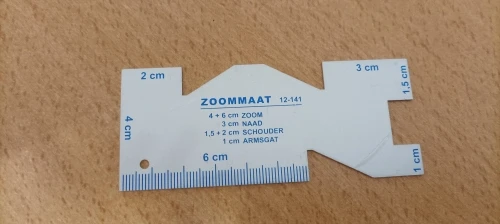 2 cm
3 cm
1,5 cm
4 cm
ZOOMMAAT 12-141
4 + 6 cm ZOOM
3 cm NAAD
1,5 + 2 cm SCHOUDER
1 cm ARMSGAT
6 cm
1 cm